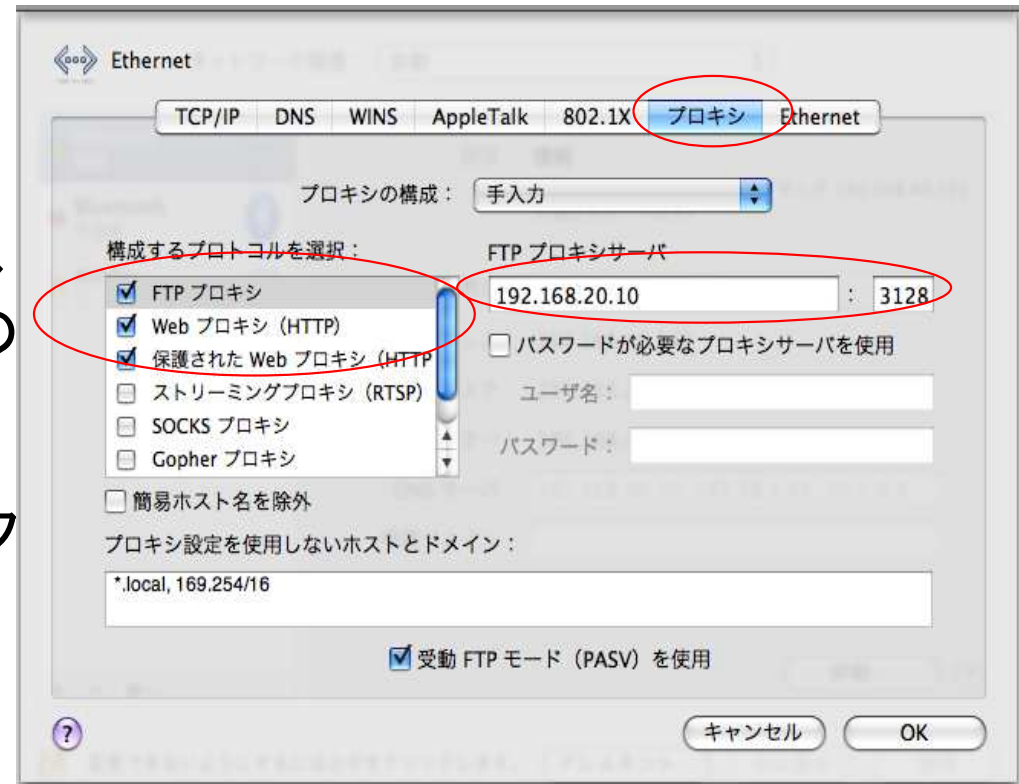 Ethernet
TCP/IP DNS WINS AppleTalk 802.1X プロキシ Ethernet
プロキシの構成： 手入力
構成するプロトコルを選択：
FTP プロキシ
Web プロキシ（HTTP）
保護された Web プロキシ（HTTP
ストリーミングプロキシ（RTSP）
SOCKS プロキシ
Gopher プロキシ
FTP プロキシサーバ
192.168.20.10 : 3128
パスワードが必要なプロキシサーバを使用
ユーザ名：
パスワード：
簡易ホスト名を除外
プロキシ設定を使用しないホストとドメイン：
*.local, 169.254/16
受動 FTP モード（PASV）を使用
? キャンセル OK